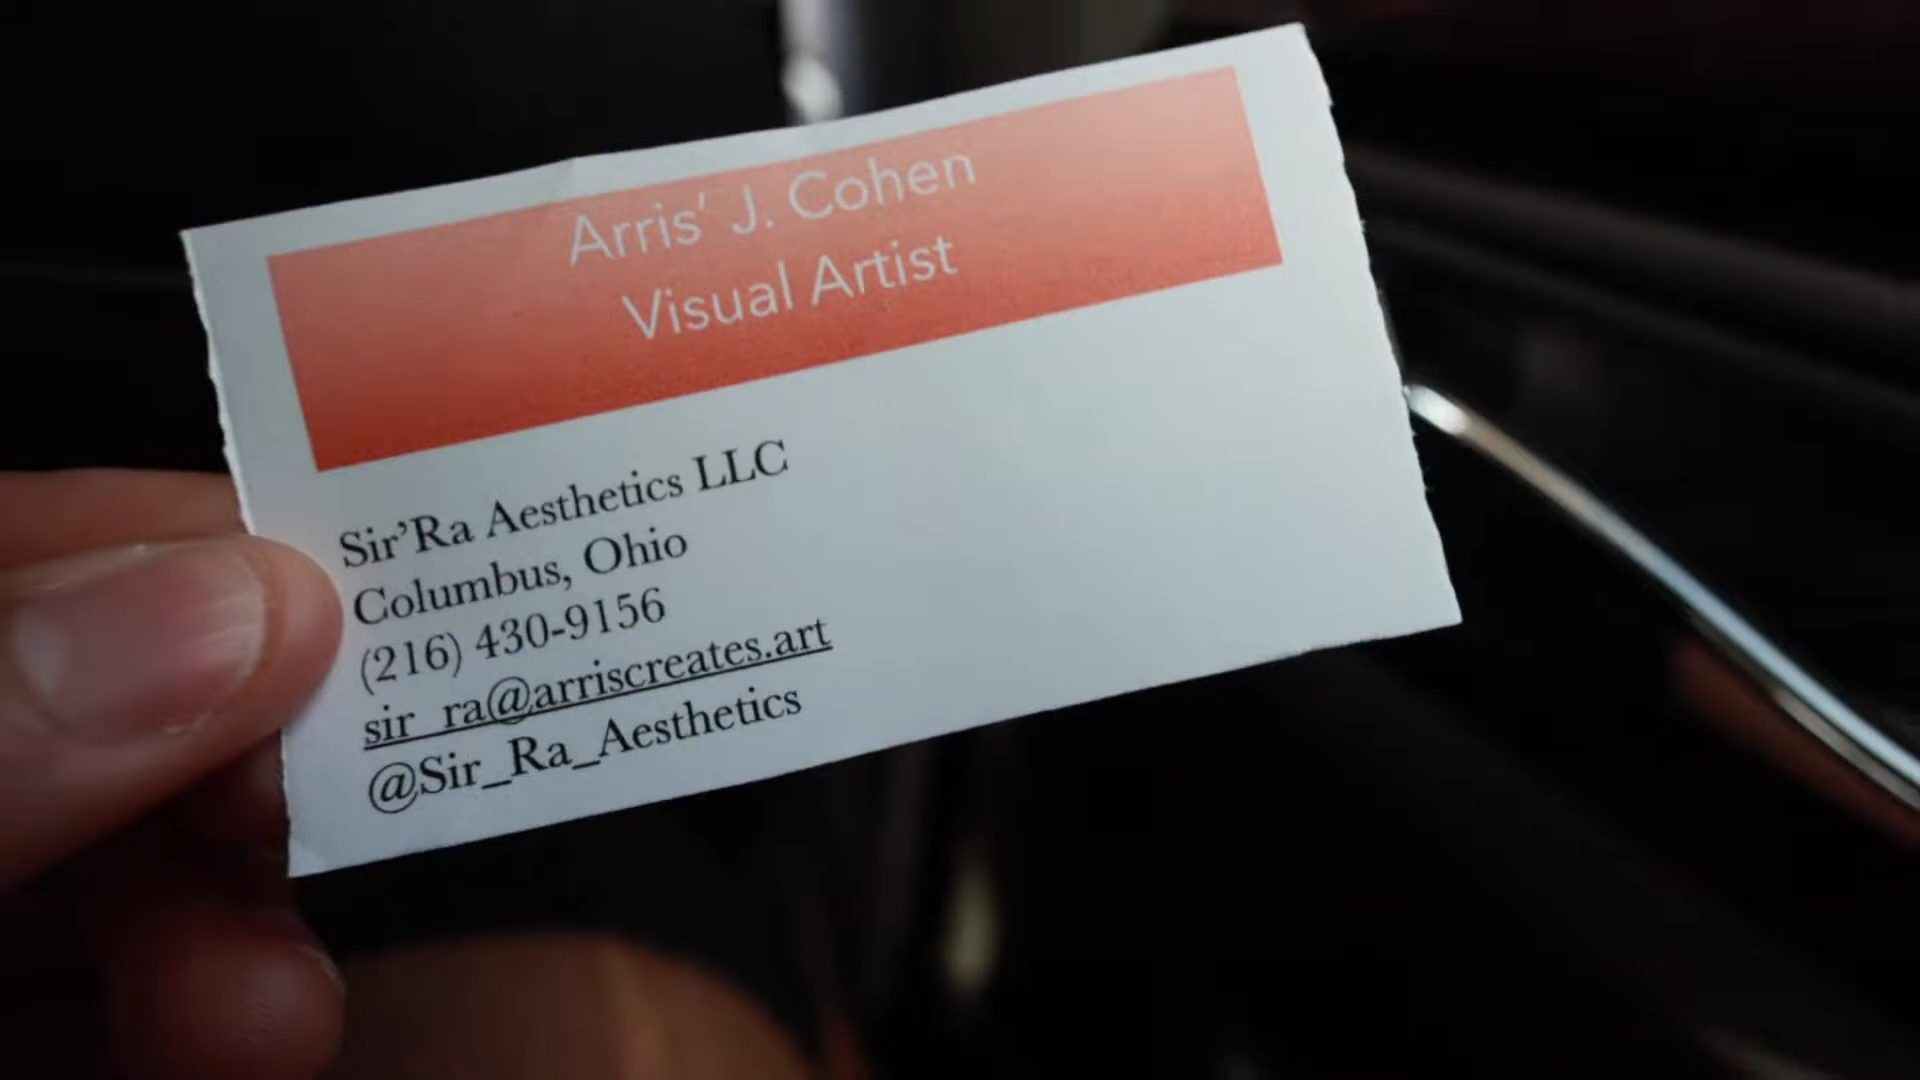 Arris’ J. Cohen
Visual Artist
Sir’Ra Aesthetics LLC
Columbus, Ohio
(216) 430-9156
sir_ra@arriscreates.art
@Sir_Ra_Aesthetics